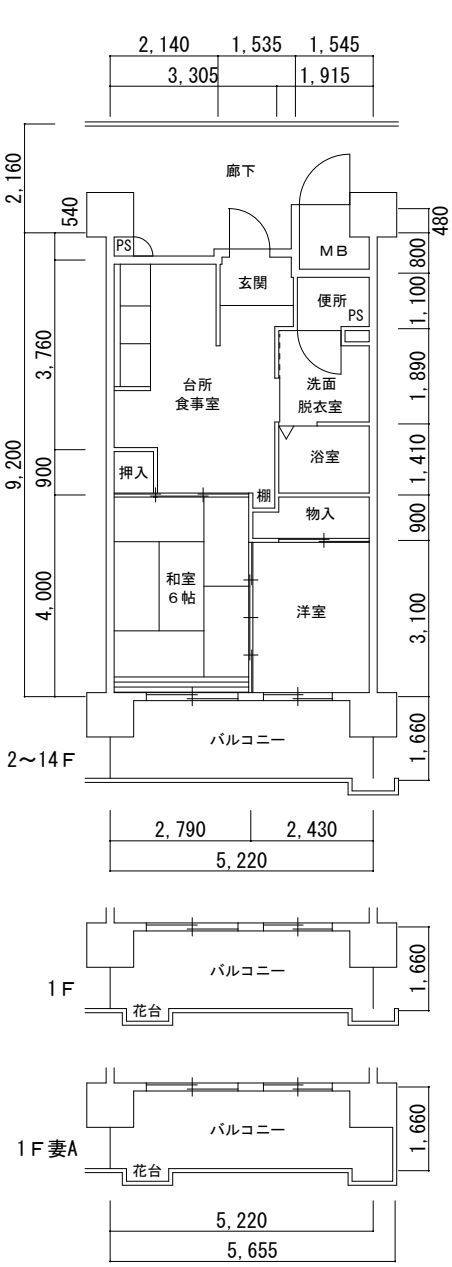 2,140
1,535
1,545
3,305
1,915
2,160
540
480
廊下
PS
MB
玄関
800
便所
PS
1,100
3,760
台所
食事室
洗面
脱衣室
1,890
9,200
900
押入
棚
浴室
1,410
物入
900
4,000
和室
6帖
洋室
3,100
バルコニー
1,660
2〜14F
2,790
2,430
5,220
バルコニー
1,660
1F
花台
バルコニー
1,660
1F妻A
花台
5,220
5,655